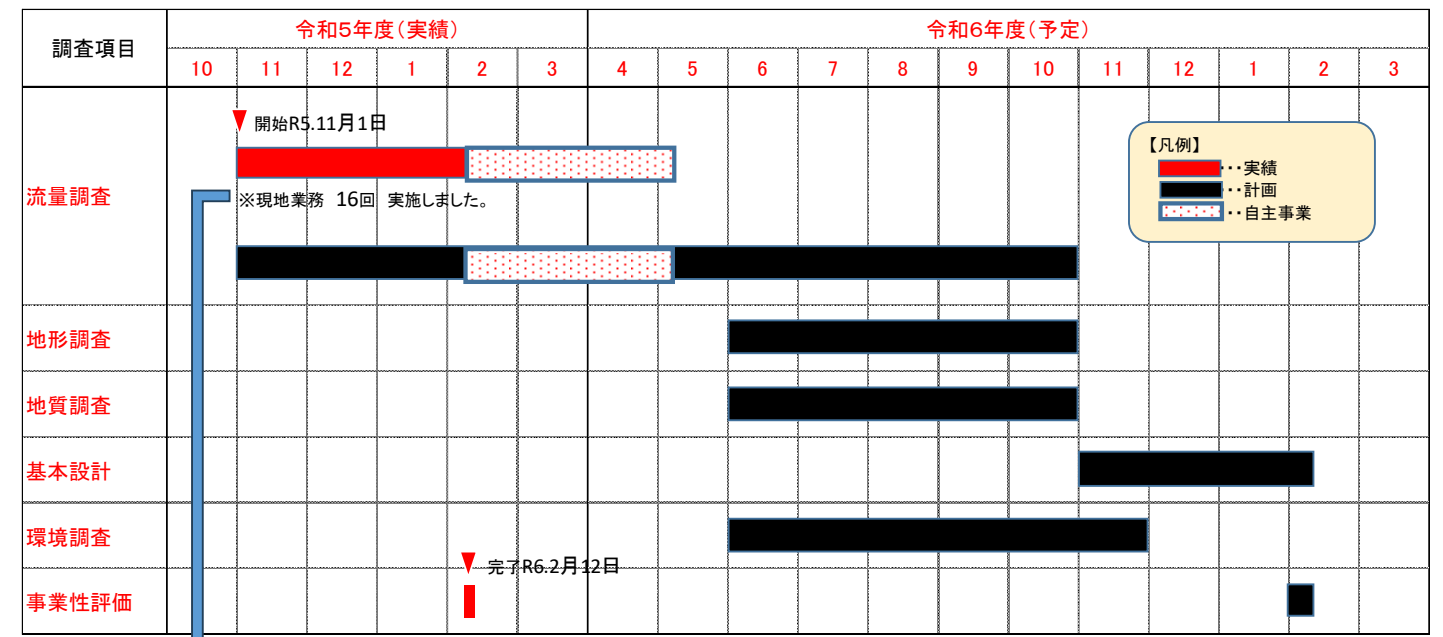 調査項目
令和5年度(実績)
令和6年度(予定)
10 11 12 1 2 3 4 5 6 7 8 9 10 11 12 1 2 3
開始R5.11月1日
【凡例】
・・・実績
・・・計画
・・・自主事業
流量調査
※現地業務 16回 実施しました。
地形調査
地質調査
基本設計
環境調査
完了R6.2月12日
事業性評価